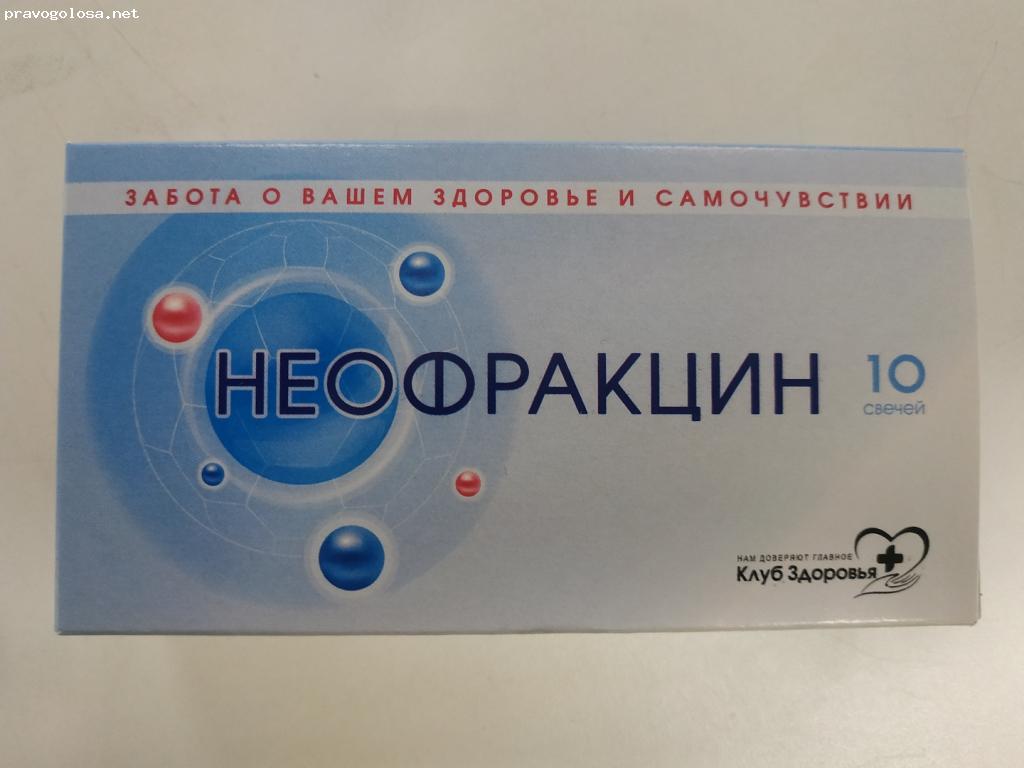 pravogolosa.net
ЗАБОТА О ВАШЕМ ЗДОРОВЬЕ И САМОЧУВСТВИИ
НЕОФРАКЦИН
10
свечей
НАМ ДОВЕРЯЮТ ГЛАВНОЕ
Клуб Здоровья